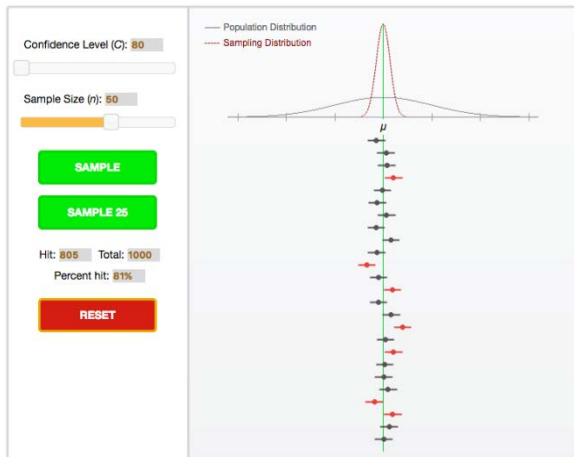 Confidence Level (C): 80
Sample Size (n): 50
SAMPLE
SAMPLE 25
Hit: 805 Total: 1000
Percent hit: 81%
RESET
Population Distribution
Sampling Distribution
μ